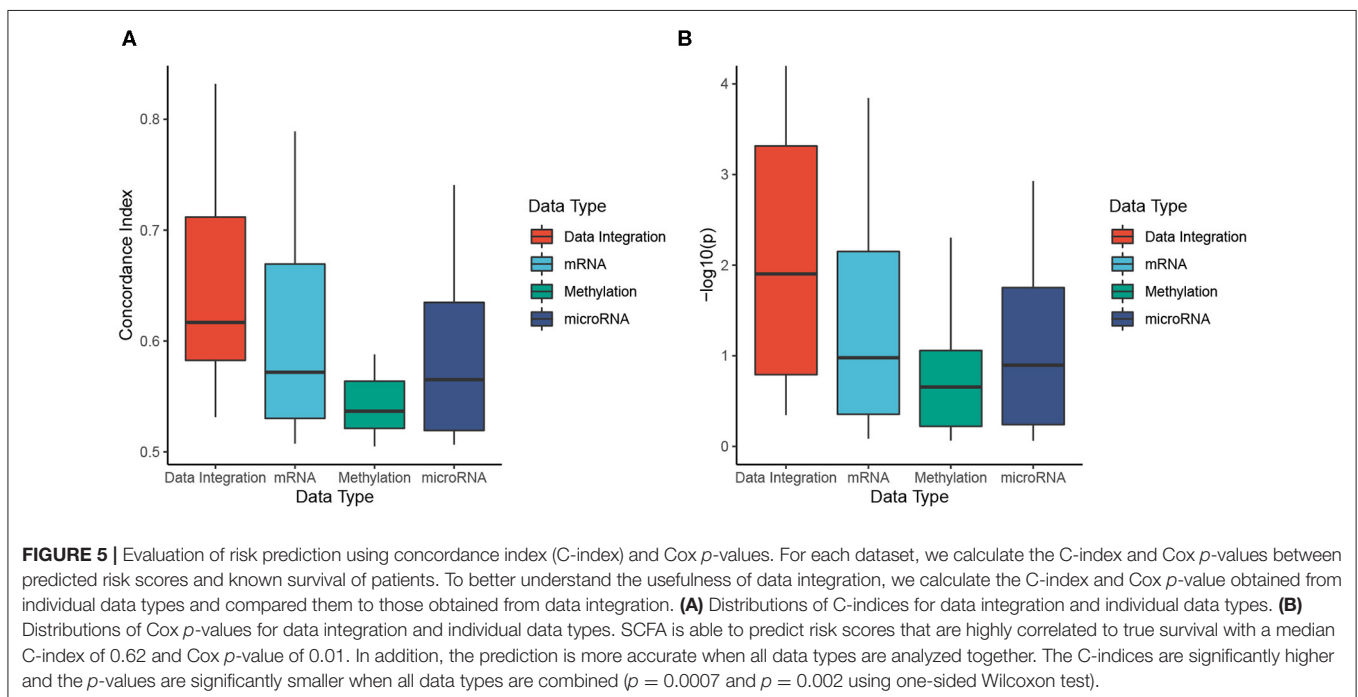 A
Concordance Index
0.8
0.7
0.6
0.5
Data Integration mRNA Methylation microRNA
Data Type
Data Type
Data Integration
mRNA
Methylation
microRNA
B
−log10(p)
4
3
2
1
0
Data Integration mRNA Methylation microRNA
Data Type
Data Type
Data Integration
mRNA
Methylation
microRNA
FIGURE 5 | Evaluation of risk prediction using concordance index (C-index) and Cox p-values. For each dataset, we calculate the C-index and Cox p-values between
predicted risk scores and known survival of patients. To better understand the usefulness of data integration, we calculate the C-index and Cox p-value obtained from
individual data types and compared them to those obtained from data integration. (A) Distributions of C-indices for data integration and individual data types. (B)
Distributions of Cox p-values for data integration and individual data types. SCFA is able to predict risk scores that are highly correlated to true survival with a median
C-index of 0.62 and Cox p-value of 0.01. In addition, the prediction is more accurate when all data types are analyzed together. The C-indices are significantly higher
and the p-values are significantly smaller when all data types are combined (p = 0.0007 and p = 0.002 using one-sided Wilcoxon test).